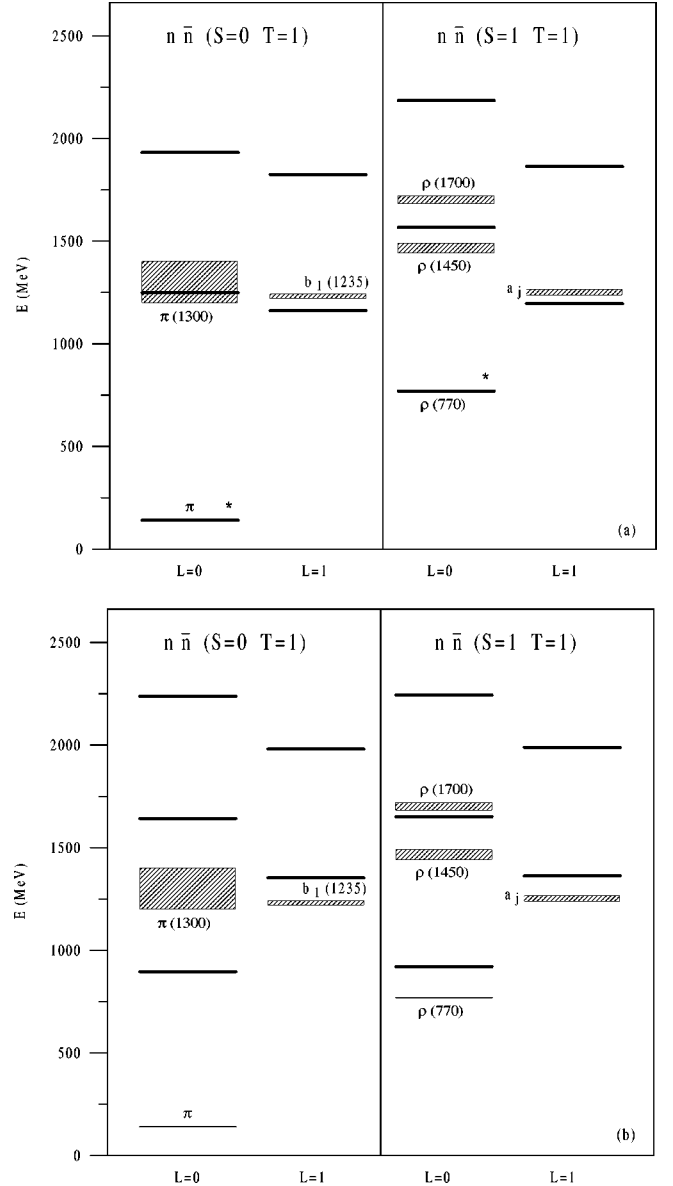 n n̄ (S=0 T=1)
n n̄ (S=1 T=1)
2500
2000
1500
1000
500
0
E (MeV)
π (1300)
b 1 (1235)
π *
ρ (1700)
ρ (1450)
a j
*
ρ (770)
(a)
L=0
L=1
L=0
L=1
n n̄ (S=0 T=1)
n n̄ (S=1 T=1)
2500
2000
1500
1000
500
0
E (MeV)
π (1300)
b 1 (1235)
π
ρ (1700)
ρ (1450)
a j
ρ (770)
(b)
L=0
L=1
L=0
L=1